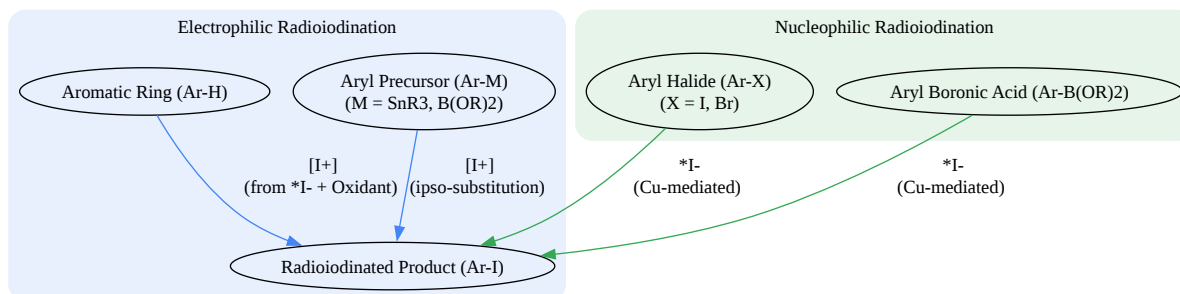 Electrophilic Radioiodination
Nucleophilic Radioiodination
Aromatic Ring (Ar-H)
Aryl Precursor (Ar-M)
(M = SnR3, B(OR)2)
Aryl Halide (Ar-X)
(X = I, Br)
Aryl Boronic Acid (Ar-B(OR)2)
[I+]
(from *I- + Oxidant)
[I+]
(ipso-substitution)
*I-
(Cu-mediated)
*I-
(Cu-mediated)
Radioiodinated Product (Ar-I)